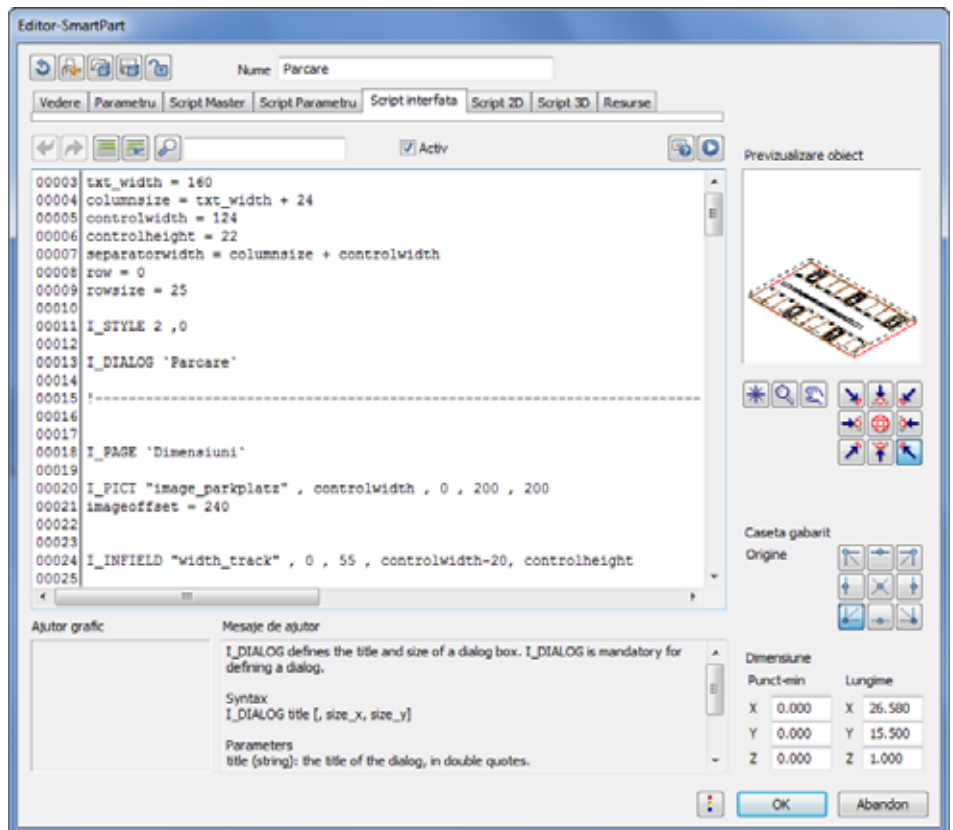 Editor-SmartPart
Nume Parcare
Vedere Parametru Script Master Script Parametru Script interfata Script 2D Script 3D Resurse
Activ
Previzualizare obiect
00003 txt_width = 160
00004 columnsize = txt_width + 24
00005 controlwidth = 124
00006 controlheight = 22
00007 separatorwidth = columnsize + controlwidth
00008 row = 0
00009 rowsize = 25
00010
00011 I_STYLE 2 ,0
00012
00013 I_DIALOG `Parcare`
00014
00015 !--------------------------------------------------------------------
00016
00017
00018 I_PAGE `Dimensiuni`
00019
00020 I_PICT "image_parkplatz" , controlwidth , 0 , 200 , 200
00021 imageoffset = 240
00022
00023
00024 I_INFIELD "width_track" , 0 , 55 , controlwidth-20, controlheight
00025
Caseta gabarit
Origine
Ajutor grafic
Mesaje de ajutor
I_DIALOG defines the title and size of a dialog box. I_DIALOG is mandatory for
defining a dialog.
Syntax
I_DIALOG title [, size_x, size_y]
Parameters
title (string): the title of the dialog, in double quotes.
Dimensiune
Punct-min Lungime
X 0.000 X 26.580
Y 0.000 Y 15.500
Z 0.000 Z 1.000
OK Abandon